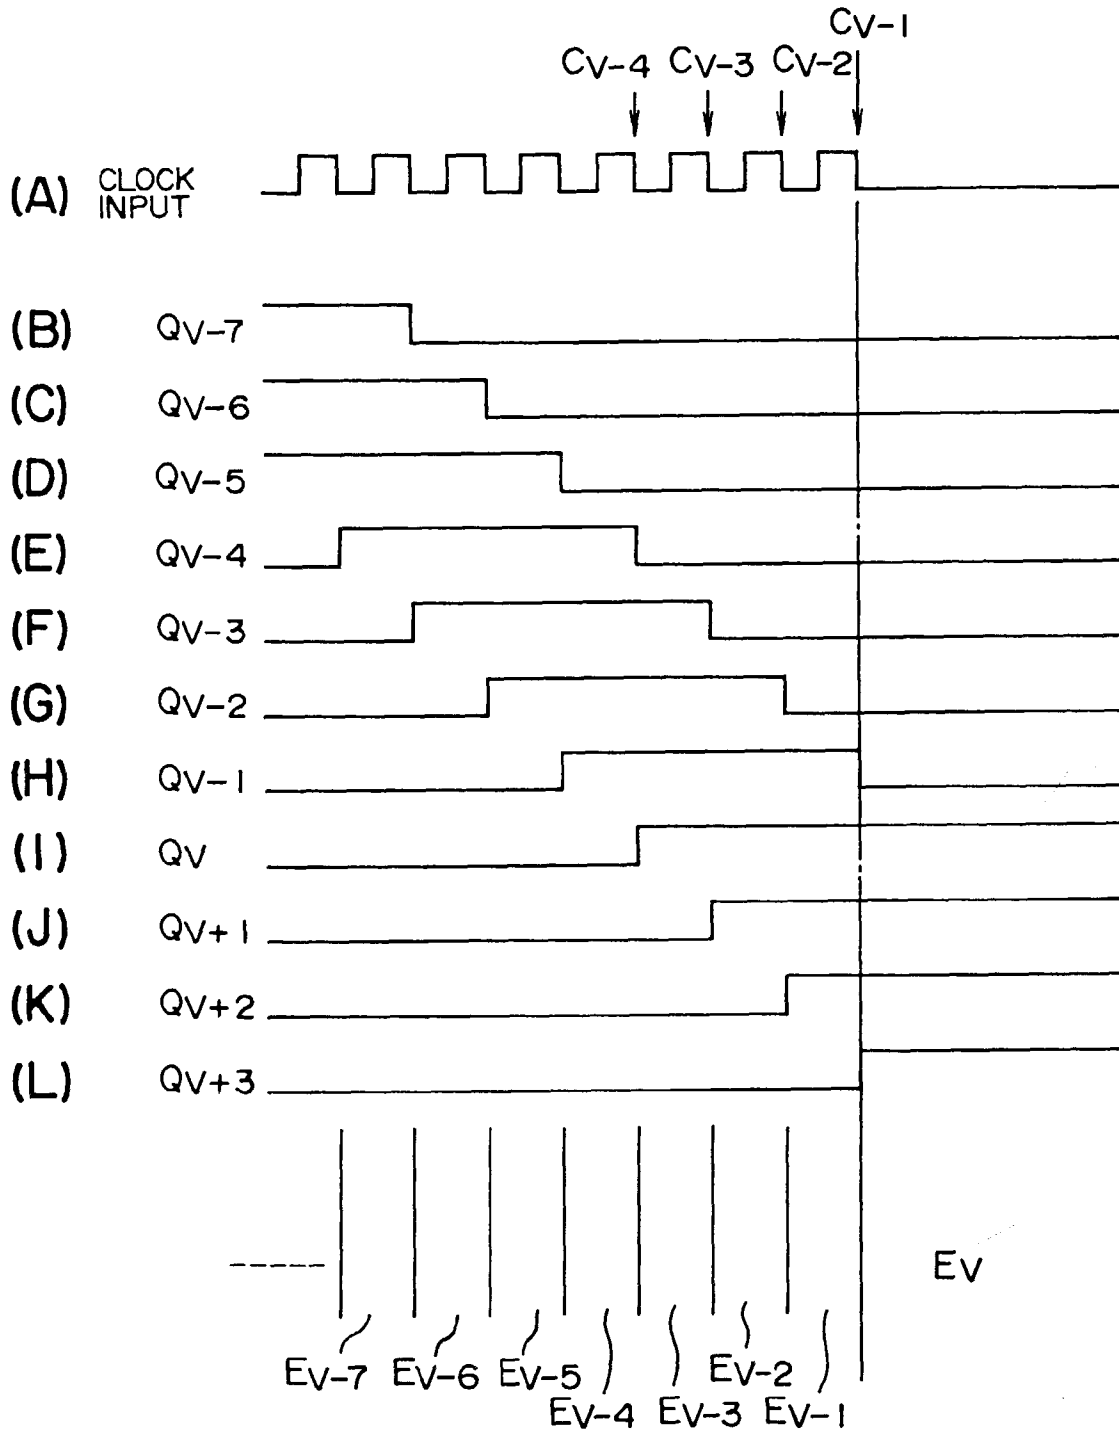 CV-1
CV-4 CV-3 CV-2
(A) CLOCK INPUT
(B) QV-7
(C) QV-6
(D) QV-5
(E) QV-4
(F) QV-3
(G) QV-2
(H) QV-1
(I) QV
(J) QV+1
(K) QV+2
(L) QV+3
EV
EV-7 EV-6 EV-5 EV-2
EV-4 EV-3 EV-1